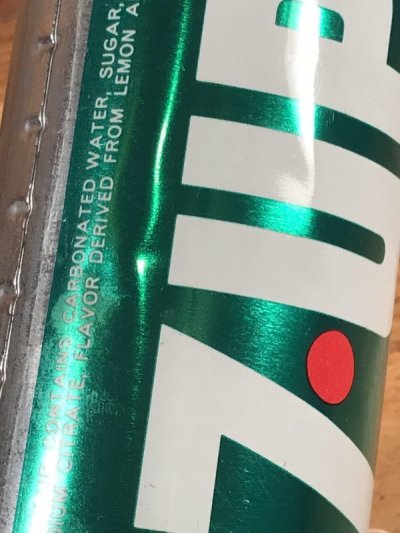 CONTAINS CARBONATED WATER, SUGAR,
CITRATE, FLAVOR DERIVED FROM LEMON
7UP